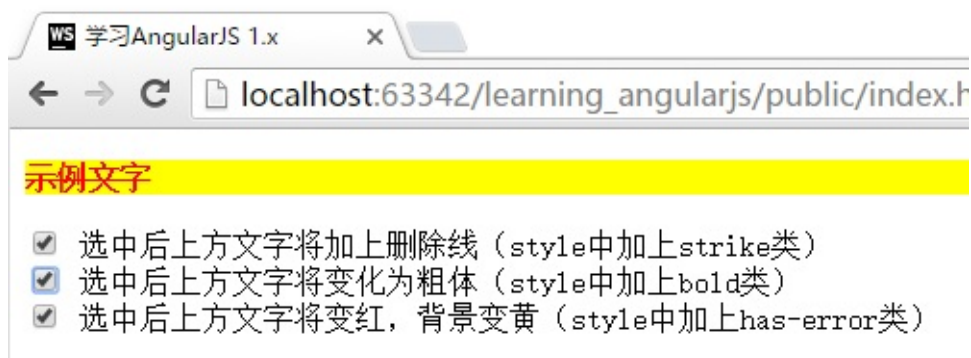 WS 学习AngularJS 1.x
localhost:63342/learning_angularjs/public/index.h
示例文字
选中后上方文字将加上删除线（style中加上strike类）
选中后上方文字将变化为粗体（style中加上bold类）
选中后上方文字将变红，背景变黄（style中加上has-error类）